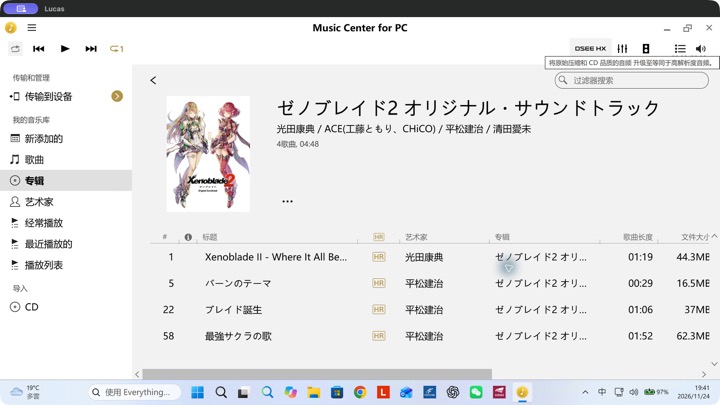 Lucas
Music Center for PC
1
DSEE HX
将原始压缩和 CD 品质的音频 升级至等同于高解析度音频。
过滤器搜索
传输和管理
传输到设备
我的音乐库
新添加的
歌曲
专辑
艺术家
经常播放
最近播放的
播放列表
导入
CD
ゼノブレイド2 オリジナル・サウンドトラック
光田康典 / ACE(工藤ともり、CHiCO) / 平松建治 / 清田愛未
4歌曲, 04:48
Xenoblade 2
Original Soundtrack
...
# 标题 HR 艺术家 专辑 歌曲长度 文件大小
1 Xenoblade II - Where It All Be... HR 光田康典 ゼノブレイド2 オリ... 01:19 44.3MB
5 バーンのテーマ HR 平松建治 ゼノブレイド2 オリ... 00:29 16.5MB
22 ブレイド誕生 HR 平松建治 ゼノブレイド2 オリ... 01:06 37MB
58 最強サクラの歌 HR 平松建治 ゼノブレイド2 オリ... 01:52 62.3MB
19°C
多雲
使用 Everything...
中
97%
19:41
2026/11/24